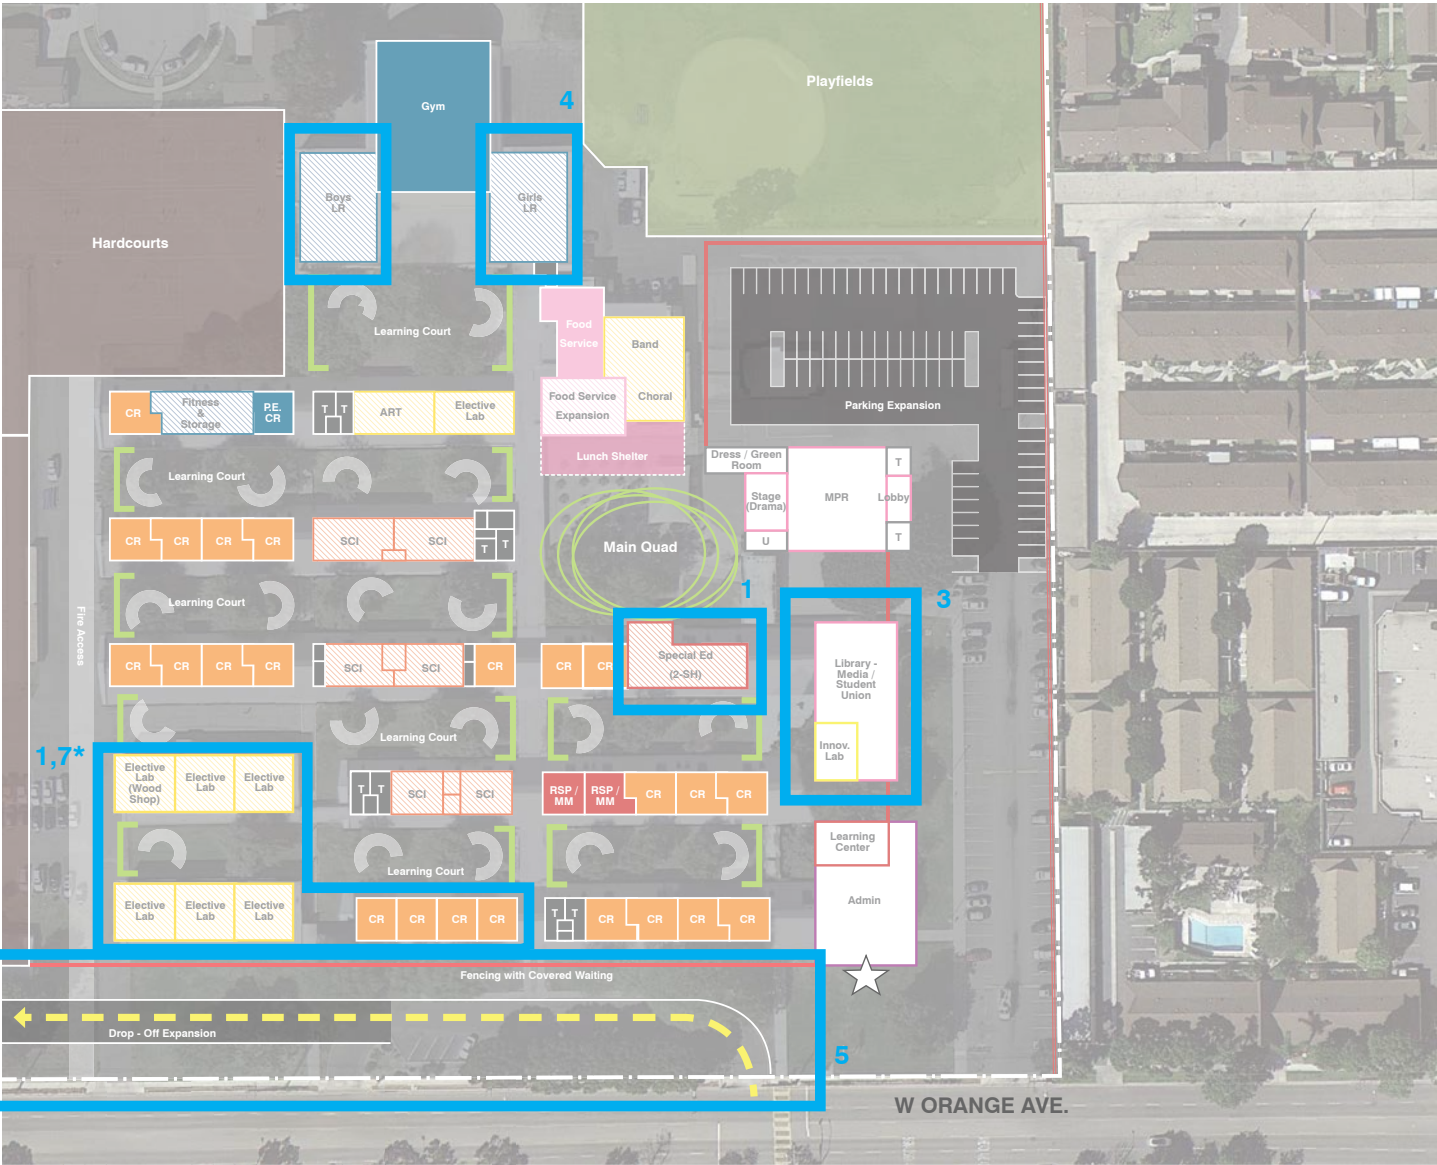 Playfields
4
Gym
Boys
LR
Girls
LR
Hardcourts
Learning Court
Food
Service
Band
Choral
Food Service
Expansion
Lunch Shelter
Parking Expansion
CR
Fitness
&
Storage
P.E.
CR
T
T
ART
Elective
Lab
Dress / Green
Room
Stage
(Drama)
U
MPR
T
Lobby
T
Learning Court
CR
CR
CR
CR
SCI
SCI
T
T
Main Quad
1
3
Learning Court
Fire Access
CR
CR
CR
CR
SCI
SCI
CR
CR
CR
Special Ed
(2-SH)
Library -
Media /
Student
Union
Innov.
Lab
Learning Court
1,7*
Elective
Lab
(Wood
Shop)
Elective
Lab
Elective
Lab
T
T
SCI
SCI
RSP /
MM
RSP /
MM
CR
CR
CR
Learning
Center
Learning Court
Admin
Elective
Lab
Elective
Lab
Elective
Lab
CR
CR
CR
CR
T
T
CR
CR
CR
CR
Fencing with Covered Waiting
Drop - Off Expansion
5
W ORANGE AVE.